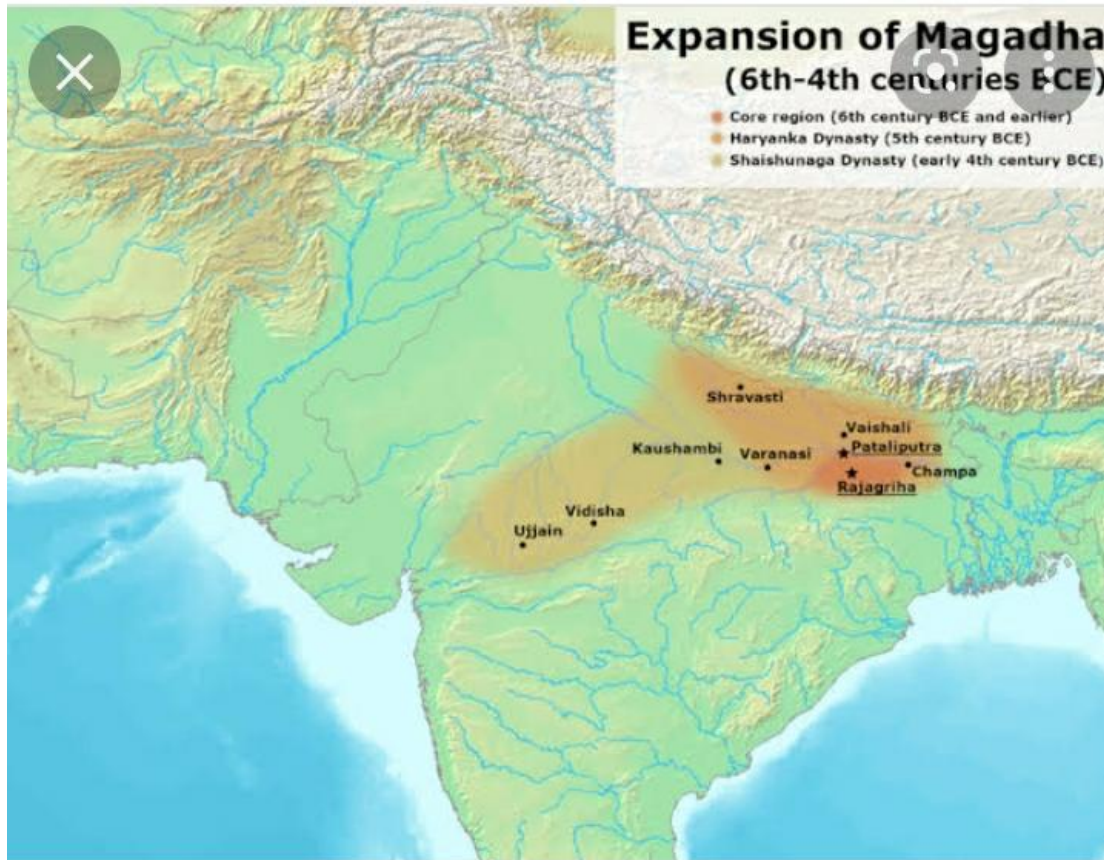 Expansion of Magadha
(6th-4th centuries BCE)
Core region (6th century BCE and earlier)
Haryanka Dynasty (5th century BCE)
Shaishunaga Dynasty (early 4th century BCE)
Shravasti
Vaishali
Pataliputra
Kaushambi
Varanasi
Champa
Rajagriha
Vidisha
Ujjain